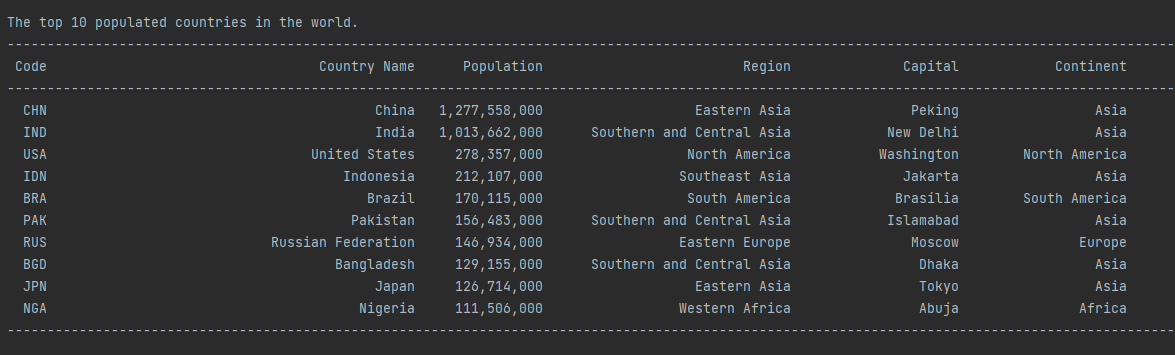 The top 10 populated countries in the world.
-----------------------------------------------------------------------------------------------------------------------------------------------------
Code Country Name Population Region Capital Continent
-----------------------------------------------------------------------------------------------------------------------------------------------------
CHN China 1,277,558,000 Eastern Asia Peking Asia
IND India 1,013,662,000 Southern and Central Asia New Delhi Asia
USA United States 278,357,000 North America Washington North America
IDN Indonesia 212,107,000 Southeast Asia Jakarta Asia
BRA Brazil 170,115,000 South America Brasília South America
PAK Pakistan 156,483,000 Southern and Central Asia Islamabad Asia
RUS Russian Federation 146,934,000 Eastern Europe Moscow Europe
BGD Bangladesh 129,155,000 Southern and Central Asia Dhaka Asia
JPN Japan 126,714,000 Eastern Asia Tokyo Asia
NGA Nigeria 111,506,000 Western Africa Abuja Africa
-----------------------------------------------------------------------------------------------------------------------------------------------------